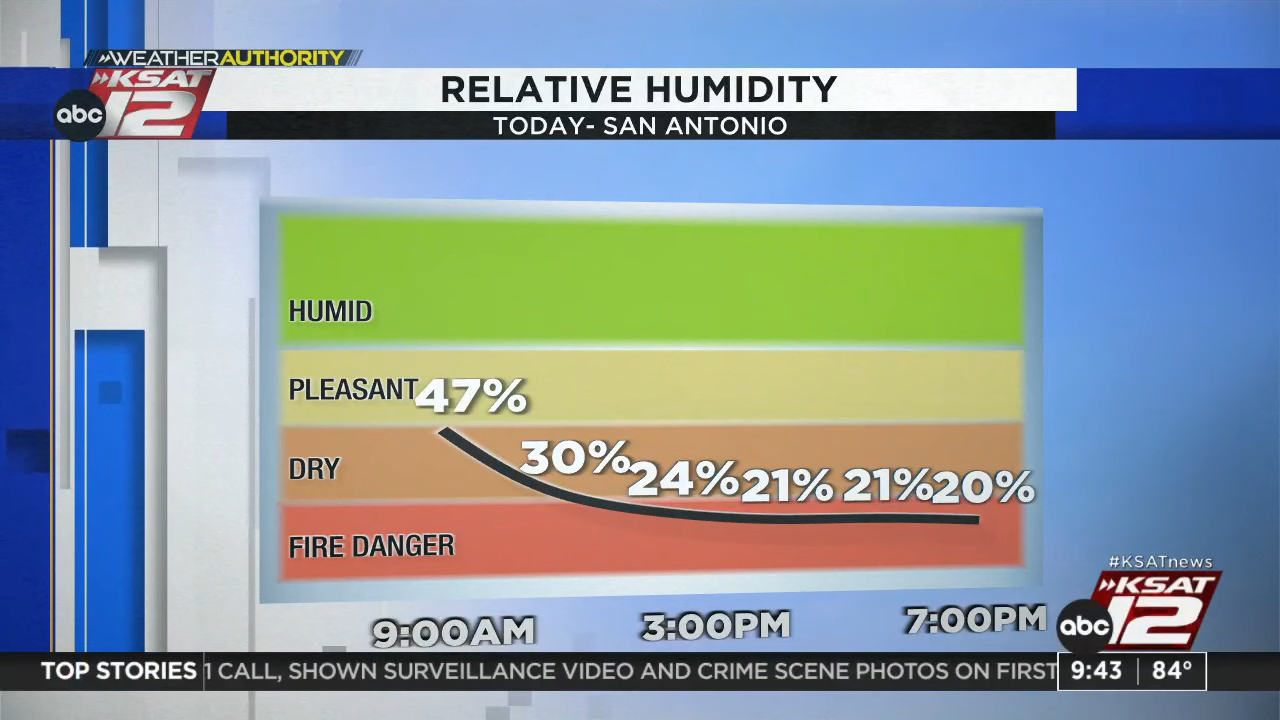 WEATHERAUTHORITY
KSAT
abc 12
RELATIVE HUMIDITY
TODAY- SAN ANTONIO
HUMID
PLEASANT
47%
DRY
30%
24%
21%
21%
20%
FIRE DANGER
9:00AM
3:00PM
7:00PM
#KSATnews
KSAT
abc 12
TOP STORIES
1 CALL, SHOWN SURVEILLANCE VIDEO AND CRIME SCENE PHOTOS ON FIRST
9:43
84°